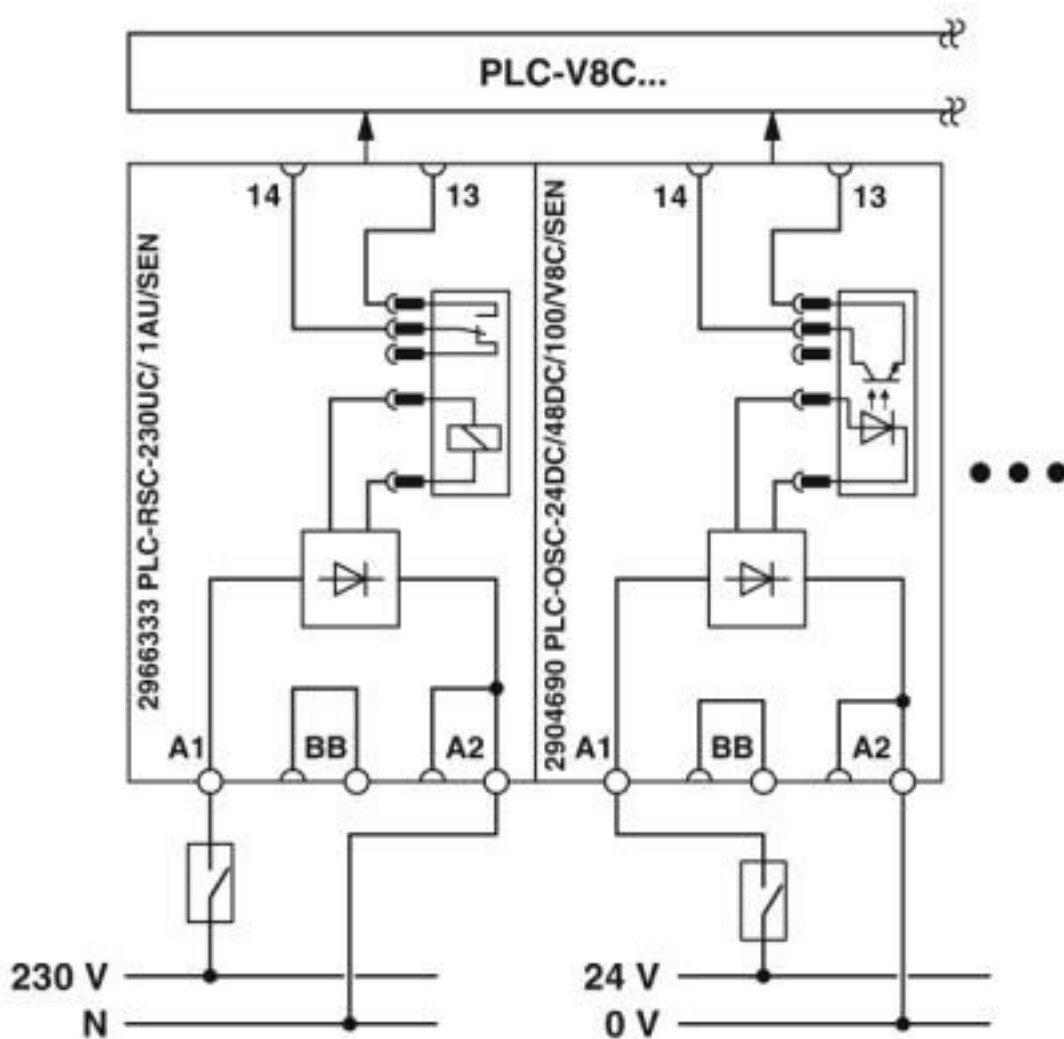 PLC-V8C...
14
13
14
13
2966333 PLC-RSC-230UC/ 1AU/SEN
2904690 PLC-OSC-24DC/48DC/100/V8C/SEN
A1
BB
A2
A1
BB
A2
230 V
N
24 V
0 V